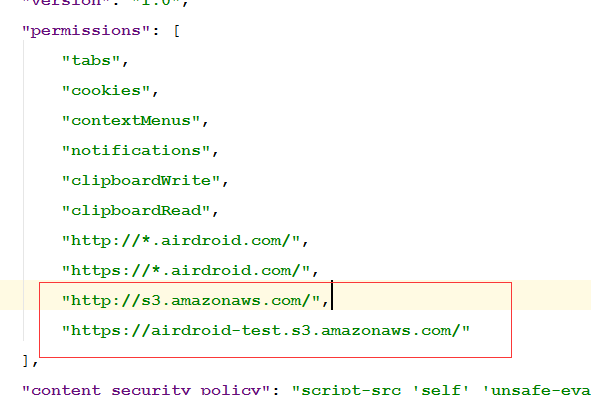 "version": "1.0",
"permissions": [
"tabs",
"cookies",
"contextMenus",
"notifications",
"clipboardWrite",
"clipboardRead",
"http://*.airdroid.com/",
"https://*.airdroid.com/",
"http://s3.amazonaws.com/",
"https://airdroid-test.s3.amazonaws.com/"
],
"content_security_policy": "script-src 'self' 'unsafe-eva